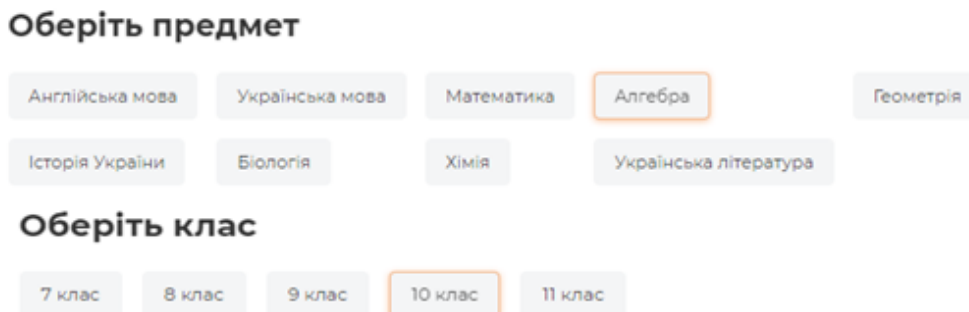 Оберіть предмет
Англійська мова Українська мова Математика Алгебра Геометрія
Історія України Біологія Хімія Українська література
Оберіть клас
7 клас 8 клас 9 клас 10 клас 11 клас